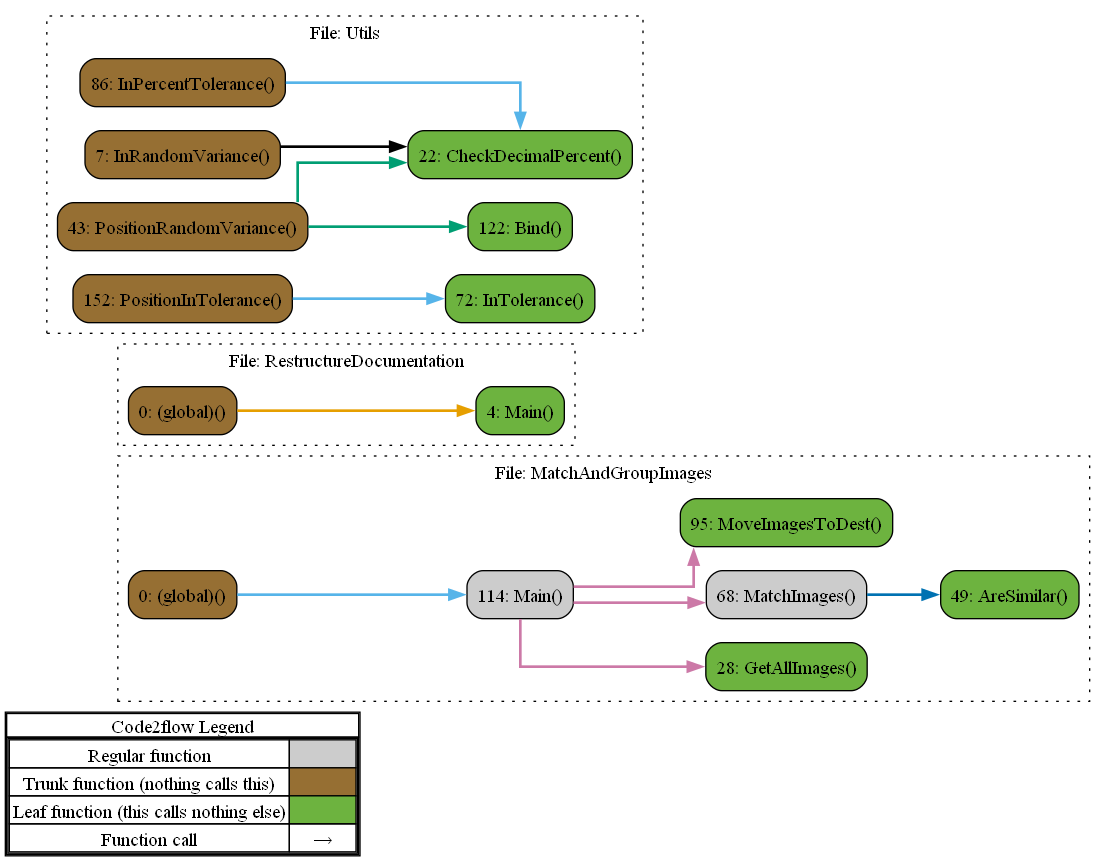 File: Utils
86: InPercentTolerance()
7: InRandomVariance()
22: CheckDecimalPercent()
43: PositionRandomVariance()
122: Bind()
152: PositionInTolerance()
72: InTolerance()
File: RestructureDocumentation
0: (global)()
4: Main()
File: MatchAndGroupImages
95: MoveImagesToDest()
0: (global)()
114: Main()
68: MatchImages()
49: AreSimilar()
28: GetAllImages()
Code2flow Legend
Regular function
Trunk function (nothing calls this)
Leaf function (this calls nothing else)
Function call →